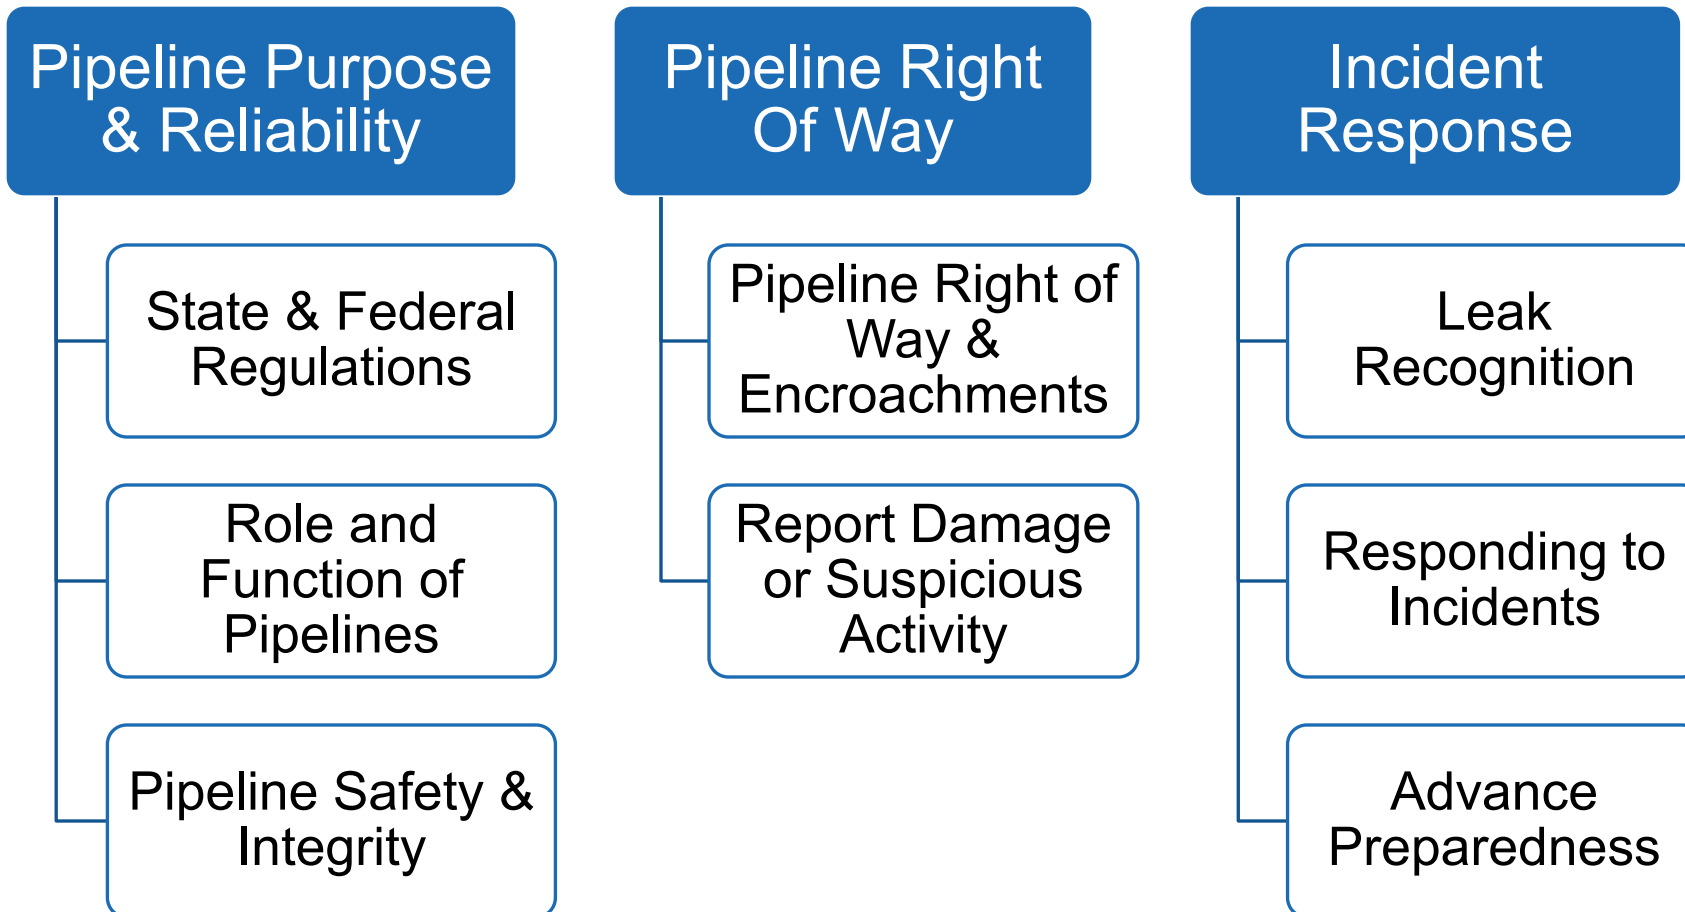 Pipeline Purpose
& Reliability
State & Federal
Regulations
Role and
Function of
Pipelines
Pipeline Safety &
Integrity
Pipeline Right
Of Way
Pipeline Right of
Way &
Encroachments
Report Damage
or Suspicious
Activity
Incident
Response
Leak
Recognition
Responding to
Incidents
Advance
Preparedness